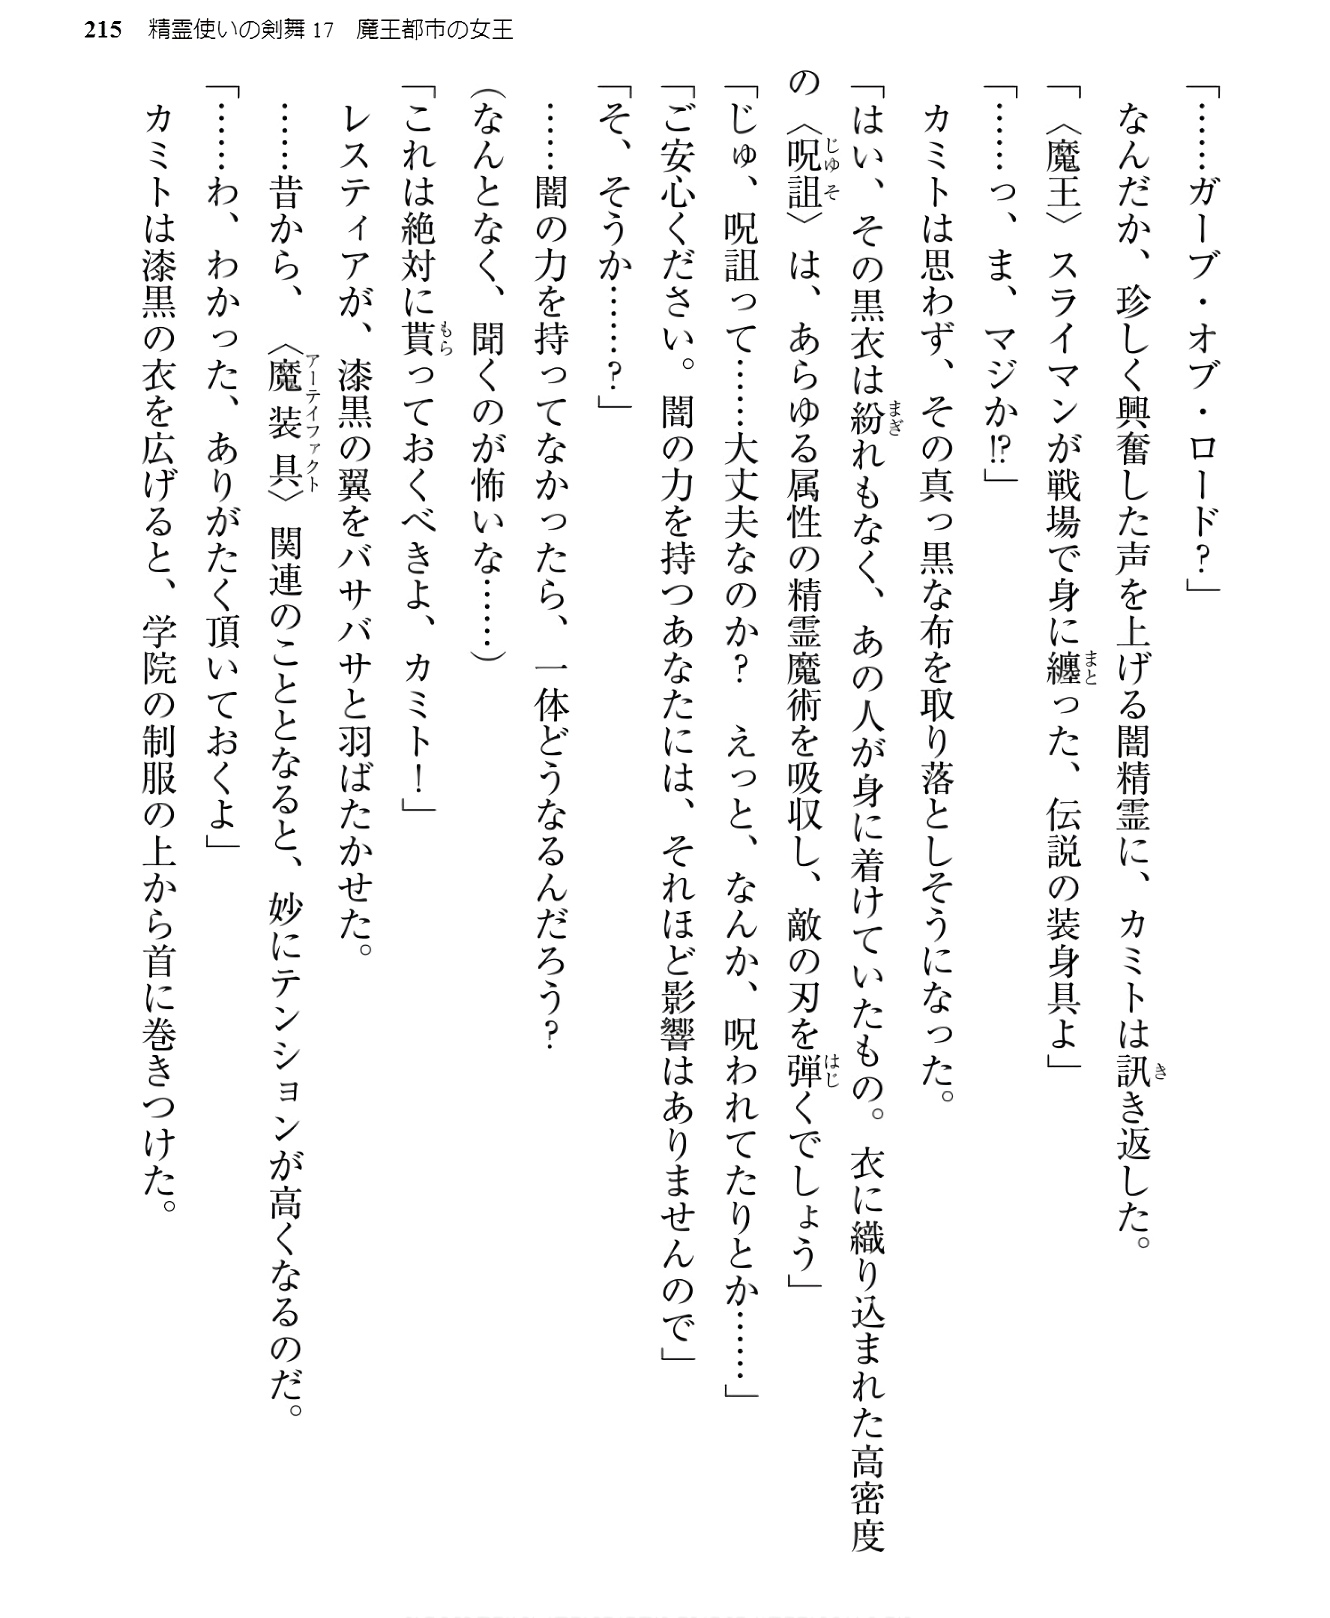 215 精霊使いの剣舞17 魔王都市の女王
「……ガーブ・オブ・ロード?」
なんだか、珍しく興奮した声を上げる闇精霊に、カミトは訊き返した。
「〈魔王〉スライマンが戦場で身に纏った、伝説の装身具よ」
「……っ、ま、マジか!?」
カミトは思わず、その真っ黒な布を取り落としそうになった。
「はい、その黒衣は紛れもなく、あの人が身に着けていたもの。衣に織り込まれた高密度
の〈呪詛〉は、あらゆる属性の精霊魔術を吸収し、敵の刃を弾くでしょう」
「じゅ、呪詛って……大丈夫なのか? えっと、なんか、呪われてたりとか……」
「ご安心ください。闇の力を持つあなたには、それほど影響はありませんので」
「そ、そうか……?」
……闇の力を持ってなかったら、一体どうなるんだろう?
(なんとなく、聞くのが怖いな……)
「これは絶対に貰っておくべきよ、カミト!」
レスティアが、漆黒の翼をバササバサと羽ばたかせた。
……昔から、〈魔装具〉関連のこととなると、妙にテンションが高くなるのだ。
「……わ、わかった、ありがたく頂いておくよ」
カミトは漆黒の衣を広げると、学院の制服の上から首に巻きつけた。